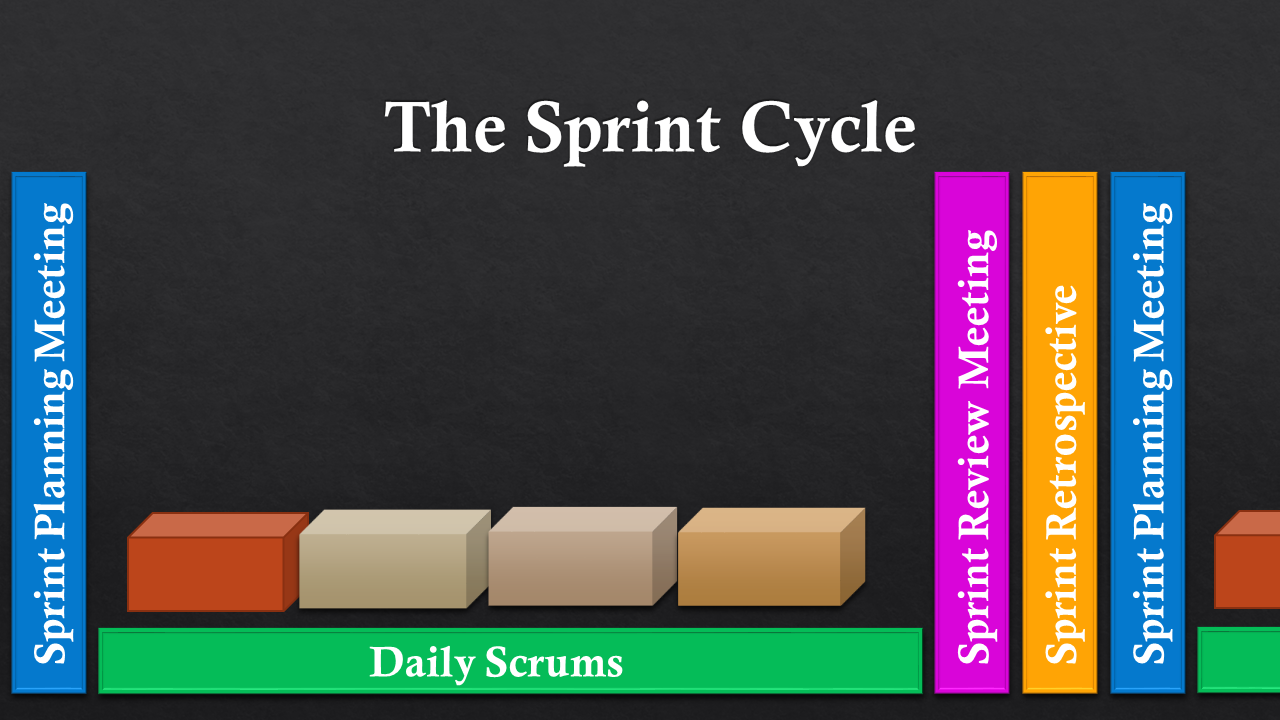 The Sprint Cycle
Sprint Planning Meeting
Daily Scrums
Sprint Review Meeting
Sprint Retrospective
Sprint Planning Meeting